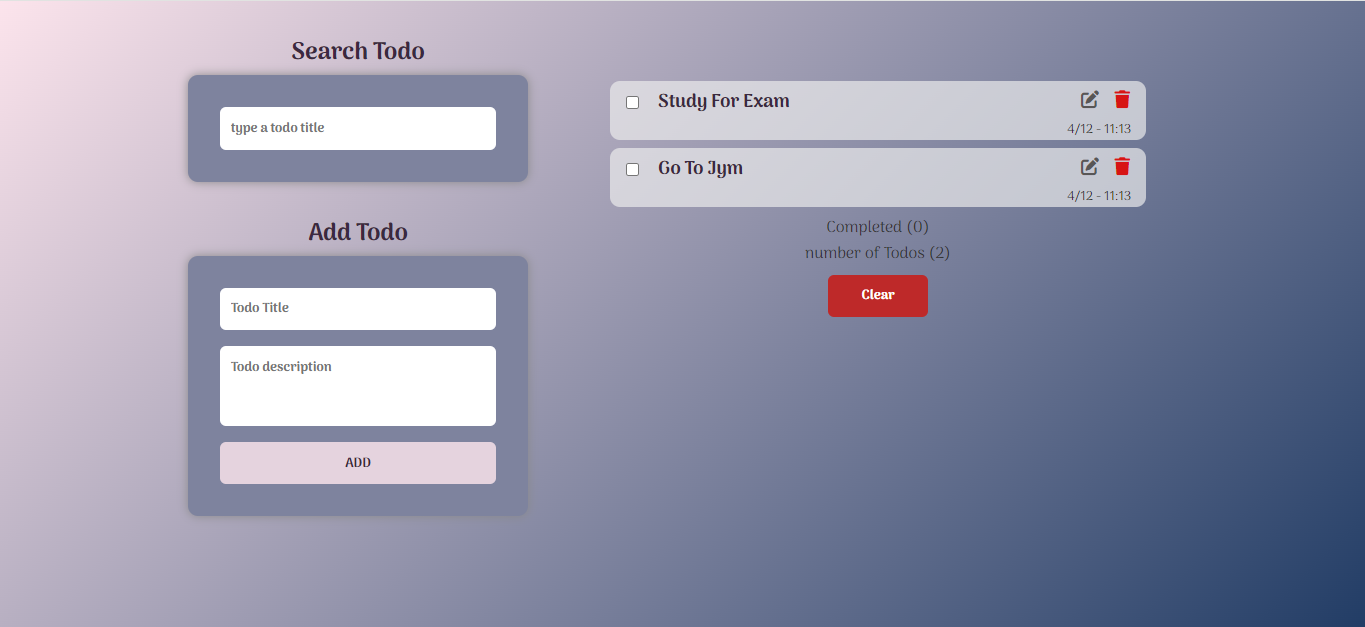 Search Todo
type a todo title
Add Todo
Todo Title
Todo description
ADD
Study For Exam
4/12 - 11:13
Go To Jym
4/12 - 11:13
Completed (0)
number of Todos (2)
Clear